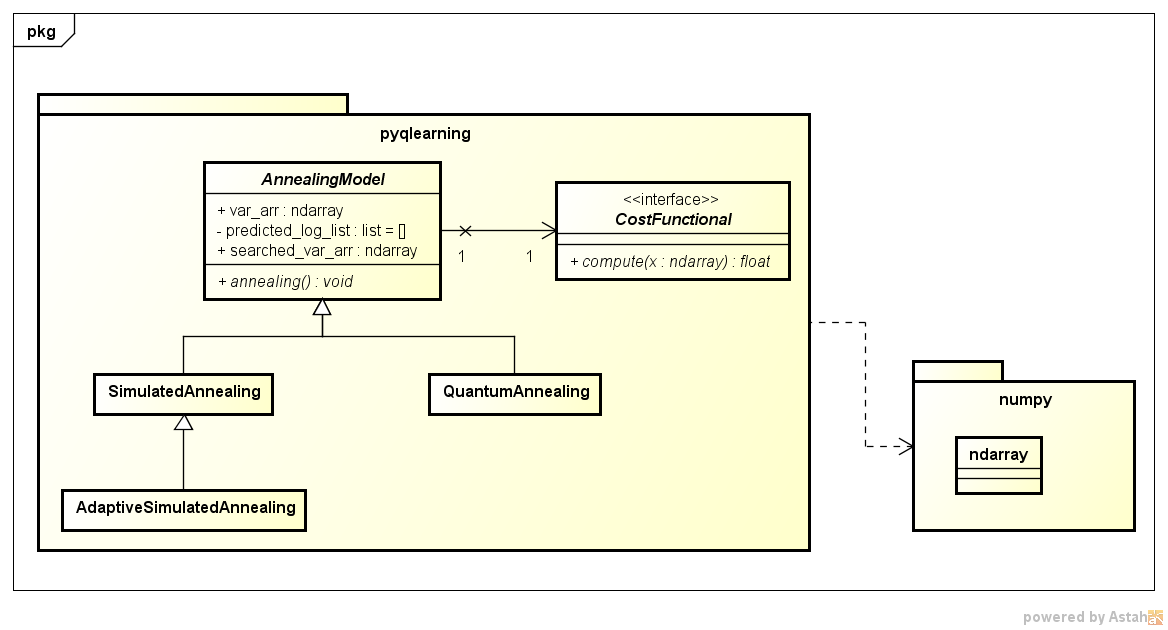 pkg
pyqlearning
AnnealingModel
+ var_arr : ndarray
- predicted_log_list : list = []
+ searched_var_arr : ndarray
+ annealing() : void
1
1
<<interface>>
CostFunctional
+ compute(x : ndarray) : float
SimulatedAnnealing
QuantumAnnealing
AdaptiveSimulatedAnnealing
numpy
ndarray
powered by Astah